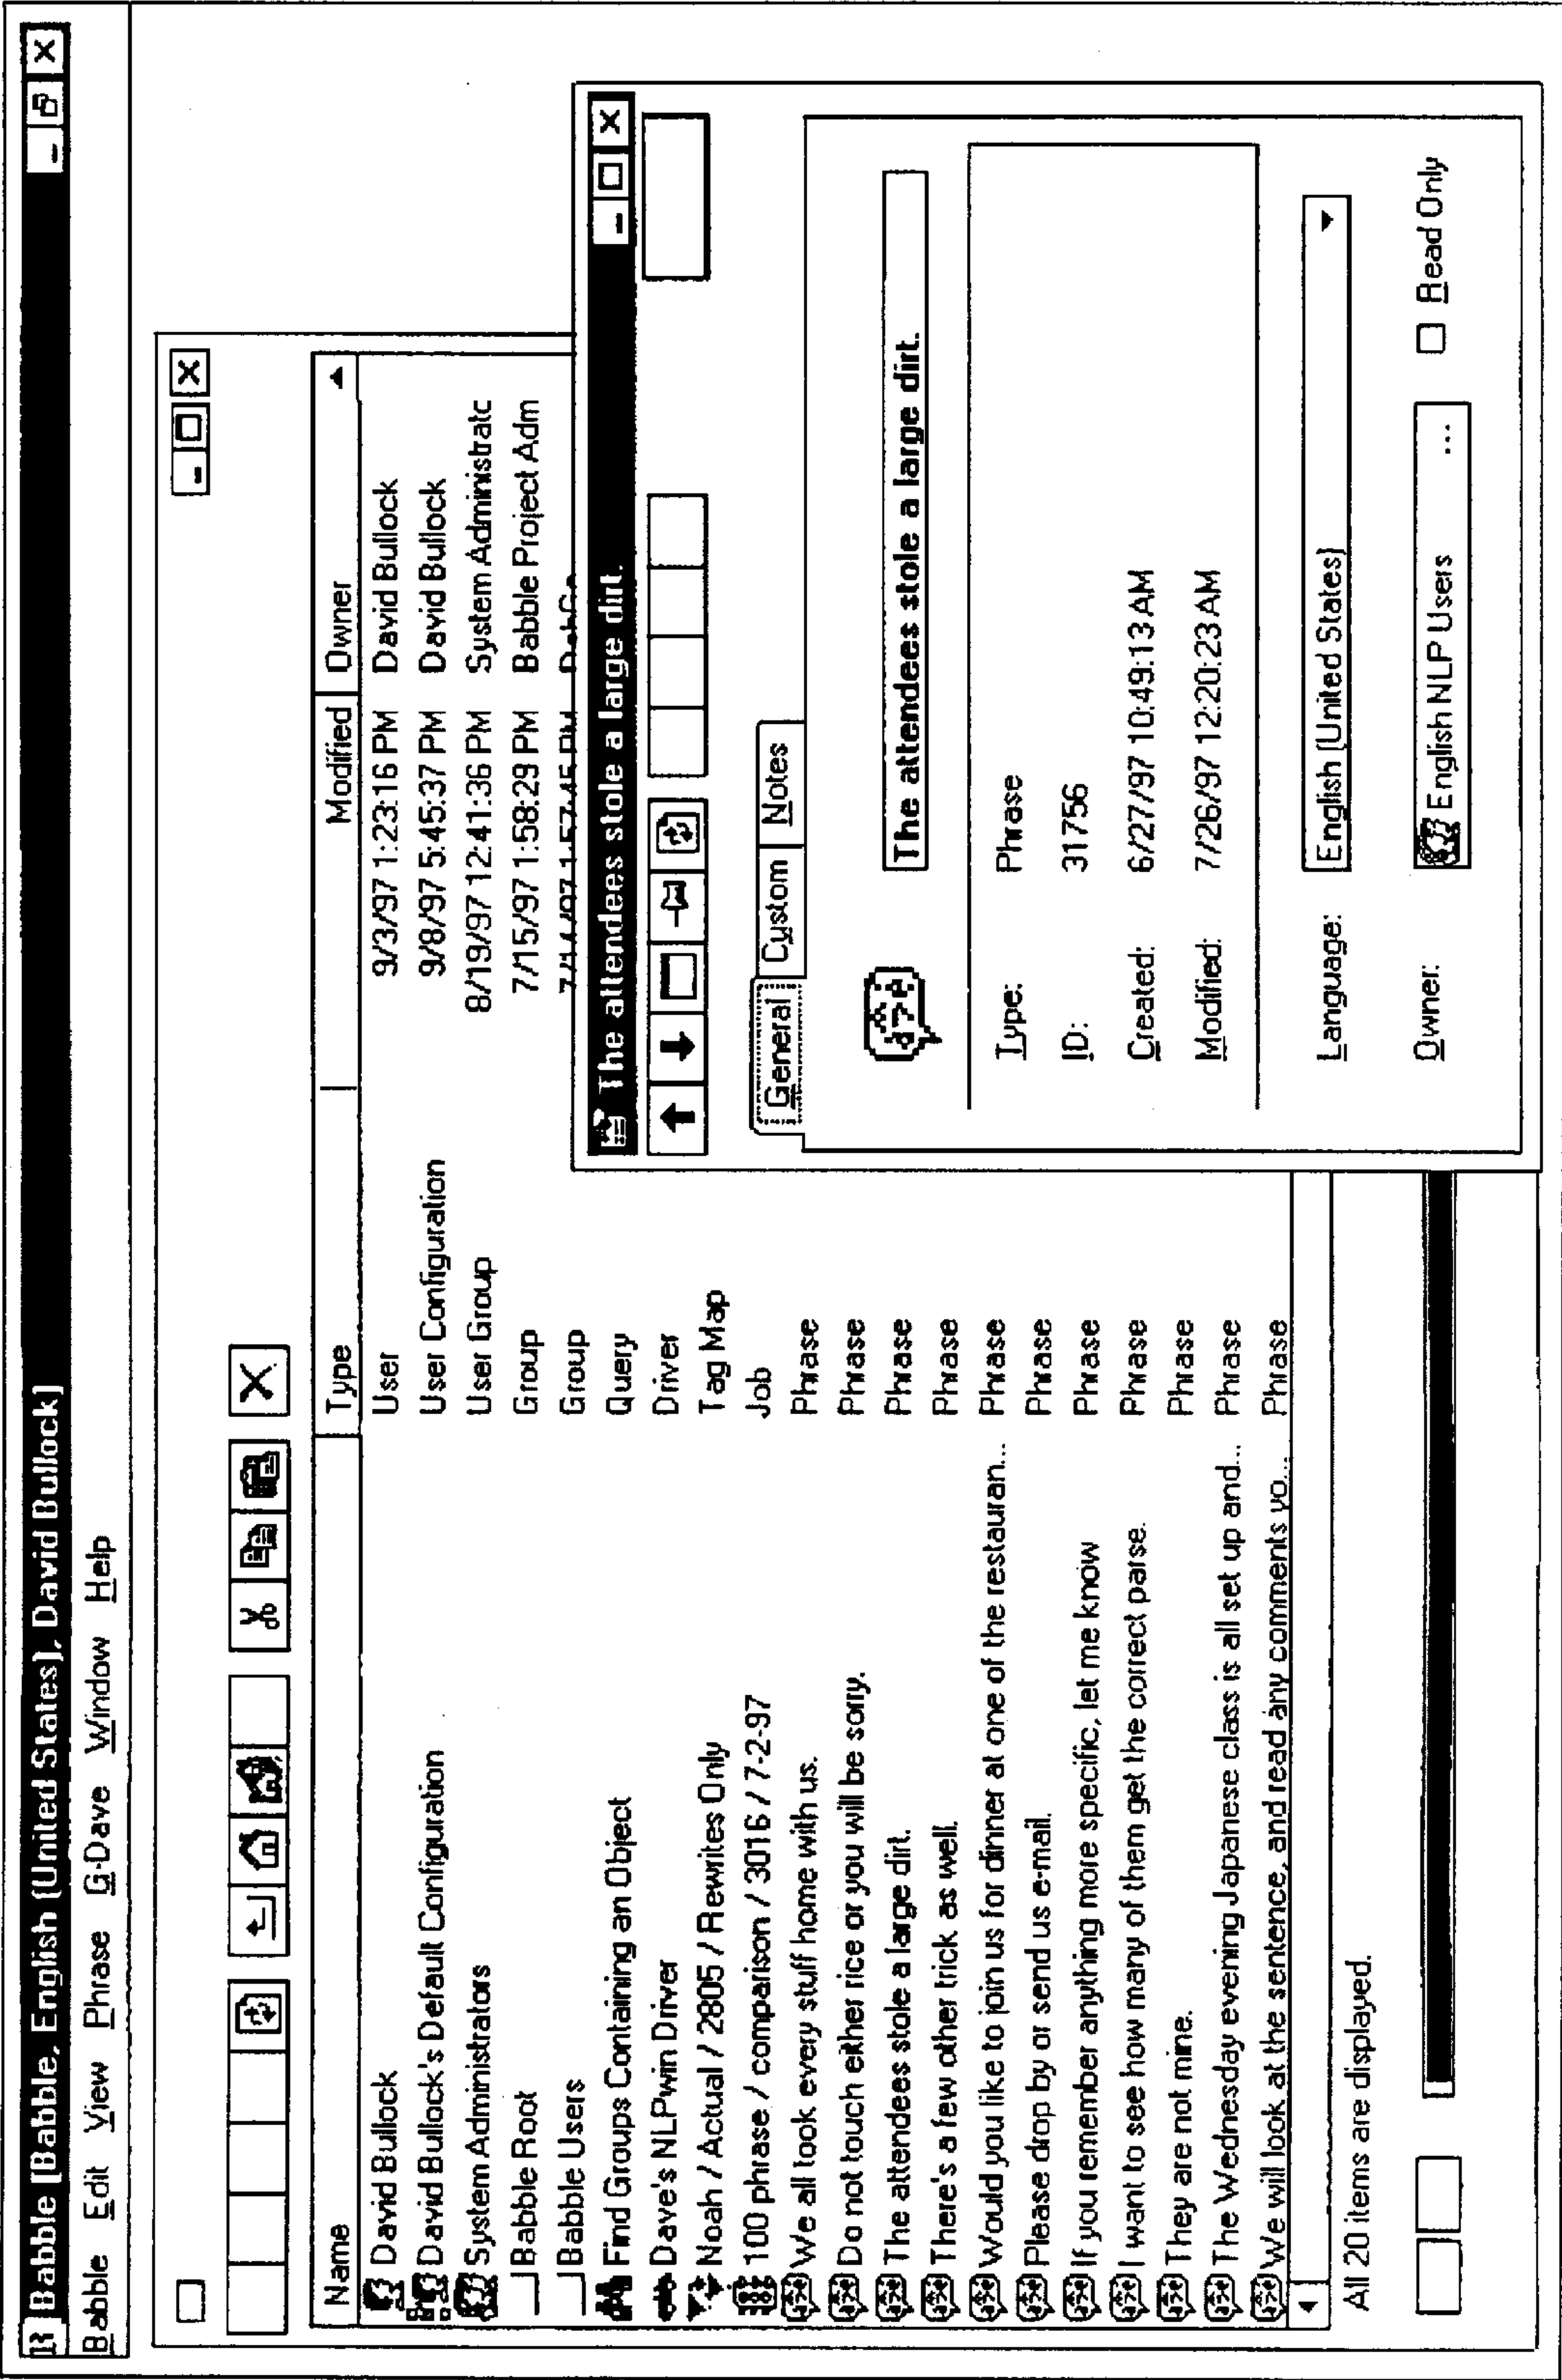 Babble [Babble, English (United States), David Bullock]
Babble Edit View Phrase G-Dave Window Help
Name Type Modified Owner
David Bullock User 9/3/97 1:23:16 PM David Bullock
David Bullock's Default Configuration User Configuration 9/8/97 5:45:37 PM David Bullock
System Administrators User Group 8/19/97 12:41:36 PM System Administratc
Babble Root Group 7/15/97 1:58:29 PM Babble Project Adm
Babble Users Group 7/14/97 1:57:45 PM
Find Groups Containing an Object Query
Dave's NLPwin Driver Driver
Noah / Actual / 2805 / Rewrites Only Tag Map
100 phrase / comparison / 3016 / 7-2-97 Job
We all took every stuff home with us. Phrase
Do not touch either rice or you will be sorry. Phrase
The attendees stole a large dirt. Phrase
There's a few other trick as well. Phrase
Would you like to join us for dinner at one of the restauran... Phrase
Please drop by or send us e-mail. Phrase
If you remember anything more specific, let me know Phrase
I want to see how many of them get the correct parse. Phrase
They are not mine. Phrase
The Wednesday evening Japanese class is all set up and... Phrase
We will look at the sentence, and read any comments yo... Phrase
All 20 items are displayed.
The attendees stole a large dirt.
General Custom Notes
The attendees stole a large dirt.
Type: Phrase
ID: 31756
Created: 6/27/97 10:49:13 AM
Modified: 7/26/97 12:20:23 AM
Language: English (United States)
Owner: English NLP Users ... Read Only